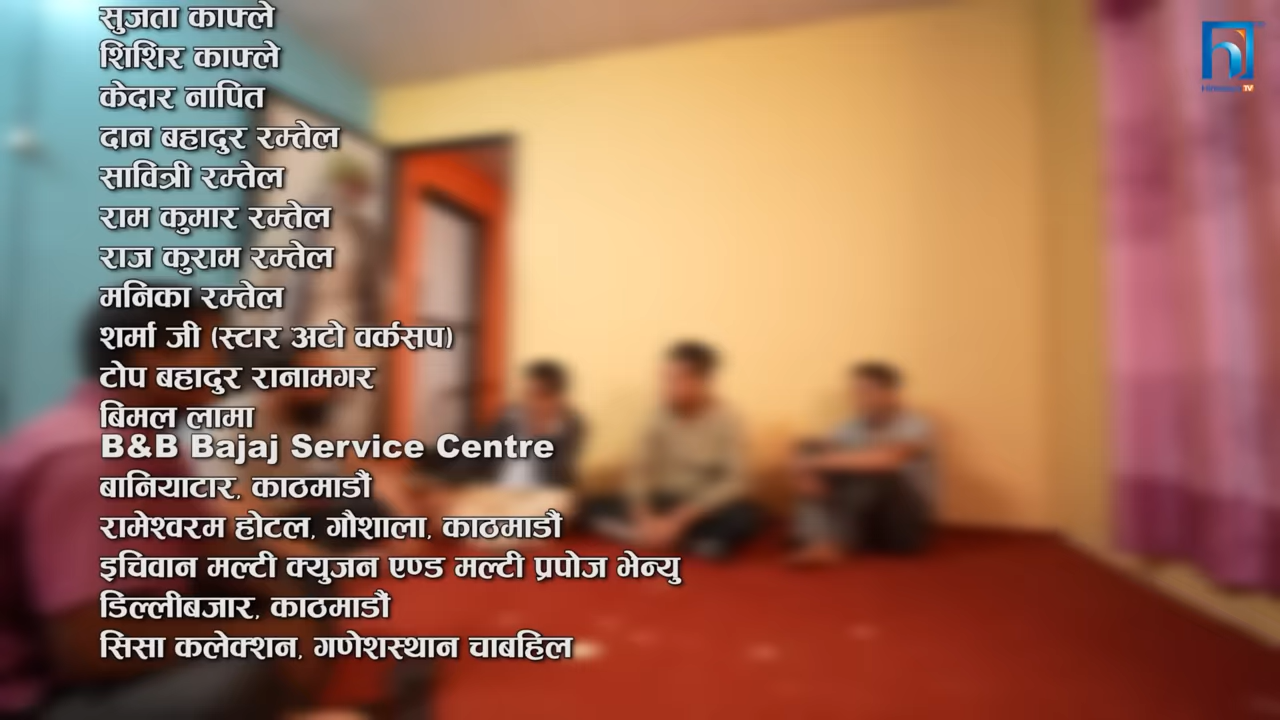 सुजता काफ्ले
शिशिर काफ्ले
केदार नापित
दान बहादुर रम्तेल
सावित्री रम्तेल
राम कुमार रम्तेल
राज कुराम रम्तेल
मनिका रम्तेल
शर्मा जी (स्टार अटो वर्कसप)
टोप बहादुर रानामगर
बिमल लामा
B&B Bajaj Service Centre
बानियाटार, काठमाडौं
रामेश्वरम होटल, गौशाला, काठमाडौं
इचिवान मल्टी क्युजन एण्ड मल्टी प्रपोज भेन्यु
डिल्लीबजार, काठमाडौं
सिसा कलेक्शन, गणेशस्थान चाबहिल